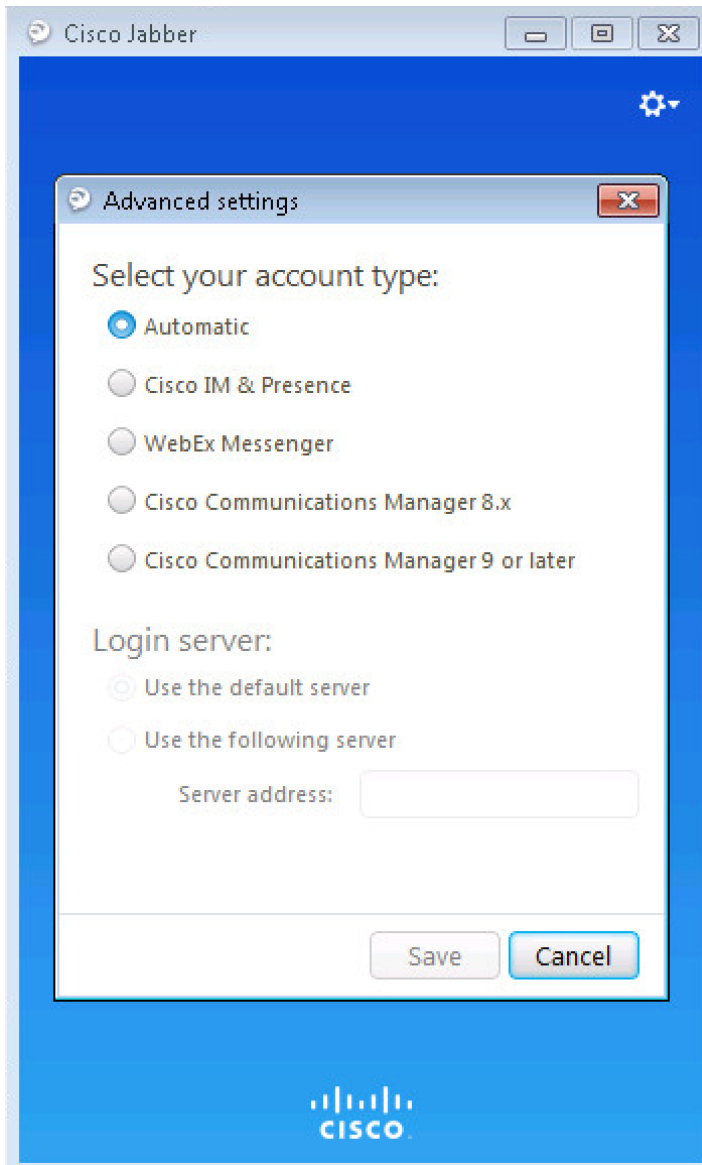 Cisco Jabber
Advanced settings
Select your account type:
Automatic
Cisco IM & Presence
WebEx Messenger
Cisco Communications Manager 8.x
Cisco Communications Manager 9 or later
Login server:
Use the default server
Use the following server
Server address:
Save Cancel
CISCO.